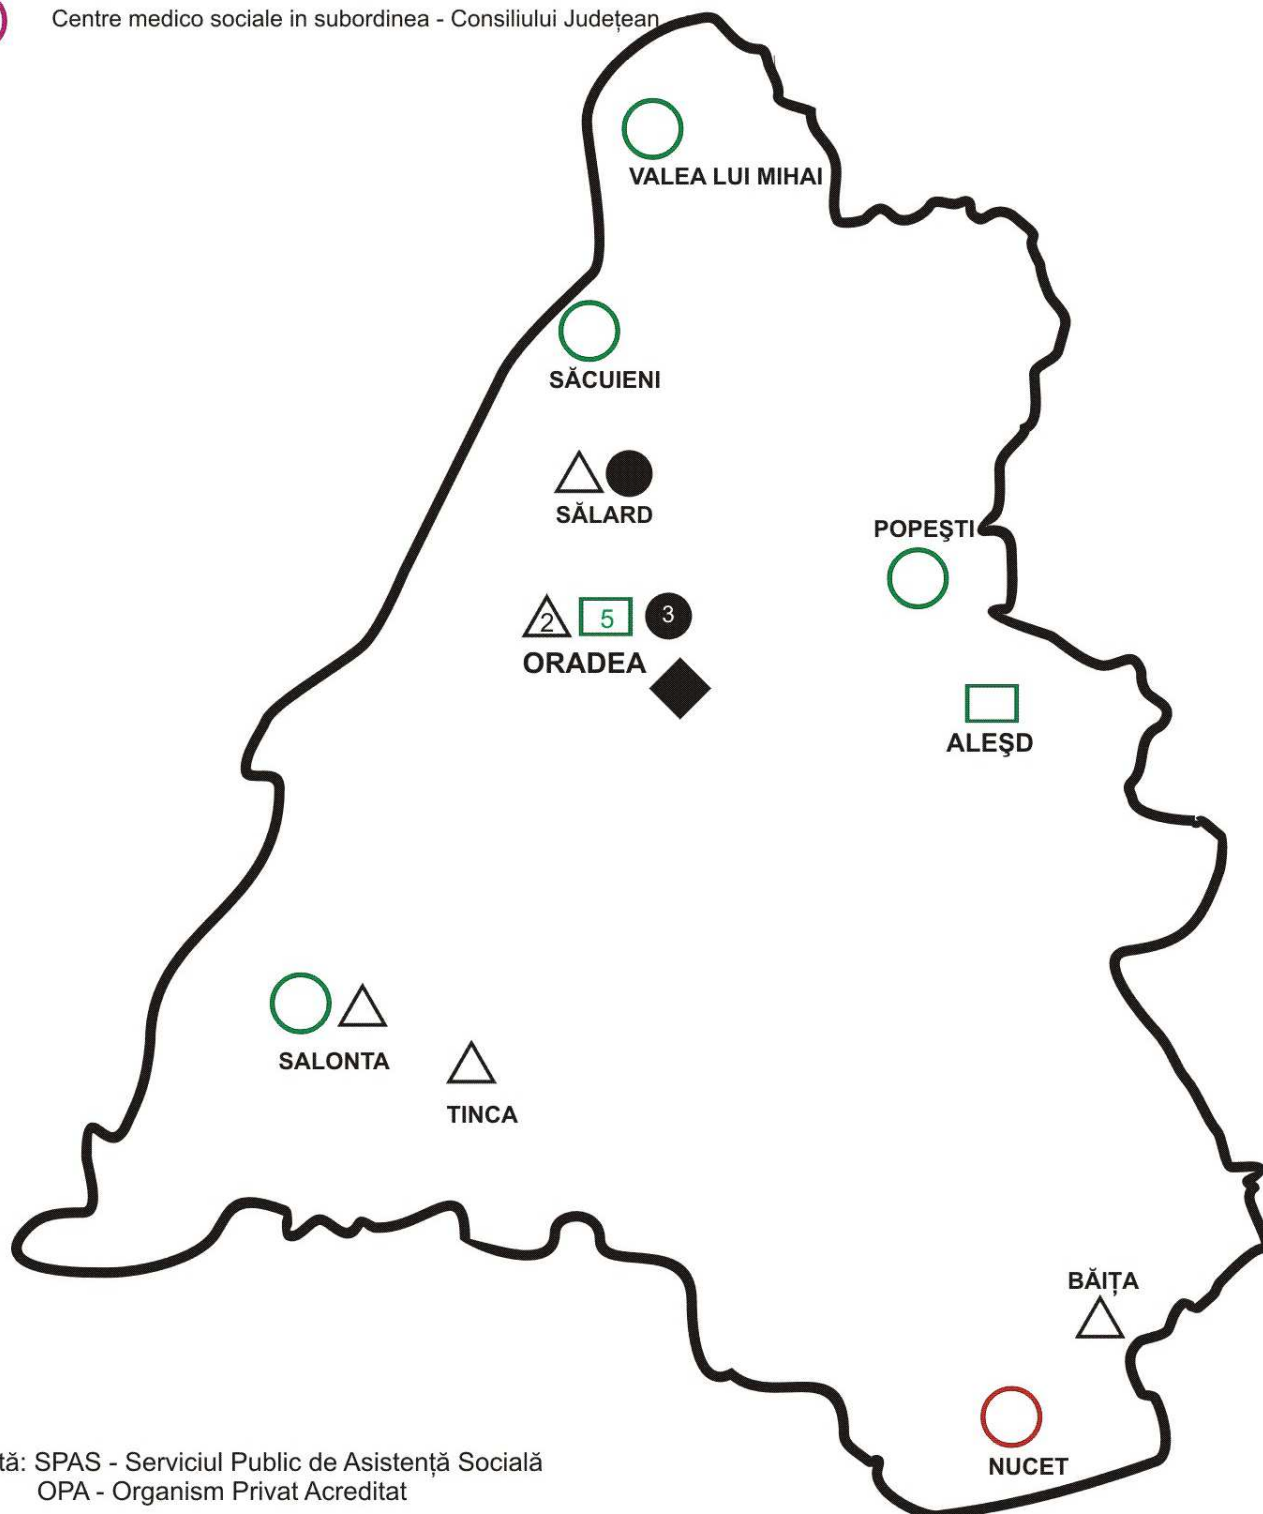 Centre medico sociale in subordinea - Consiliului Județean
VALEA LUI MIHAI
SĂCUIENI
SĂLARD
POPEŞTI
2 5 3
ORADEA
ALEŞD
SALONTA
TINCA
BĂIȚA
NUCET
tă: SPAS - Serviciul Public de Asistență Socială
OPA - Organism Privat Acreditat